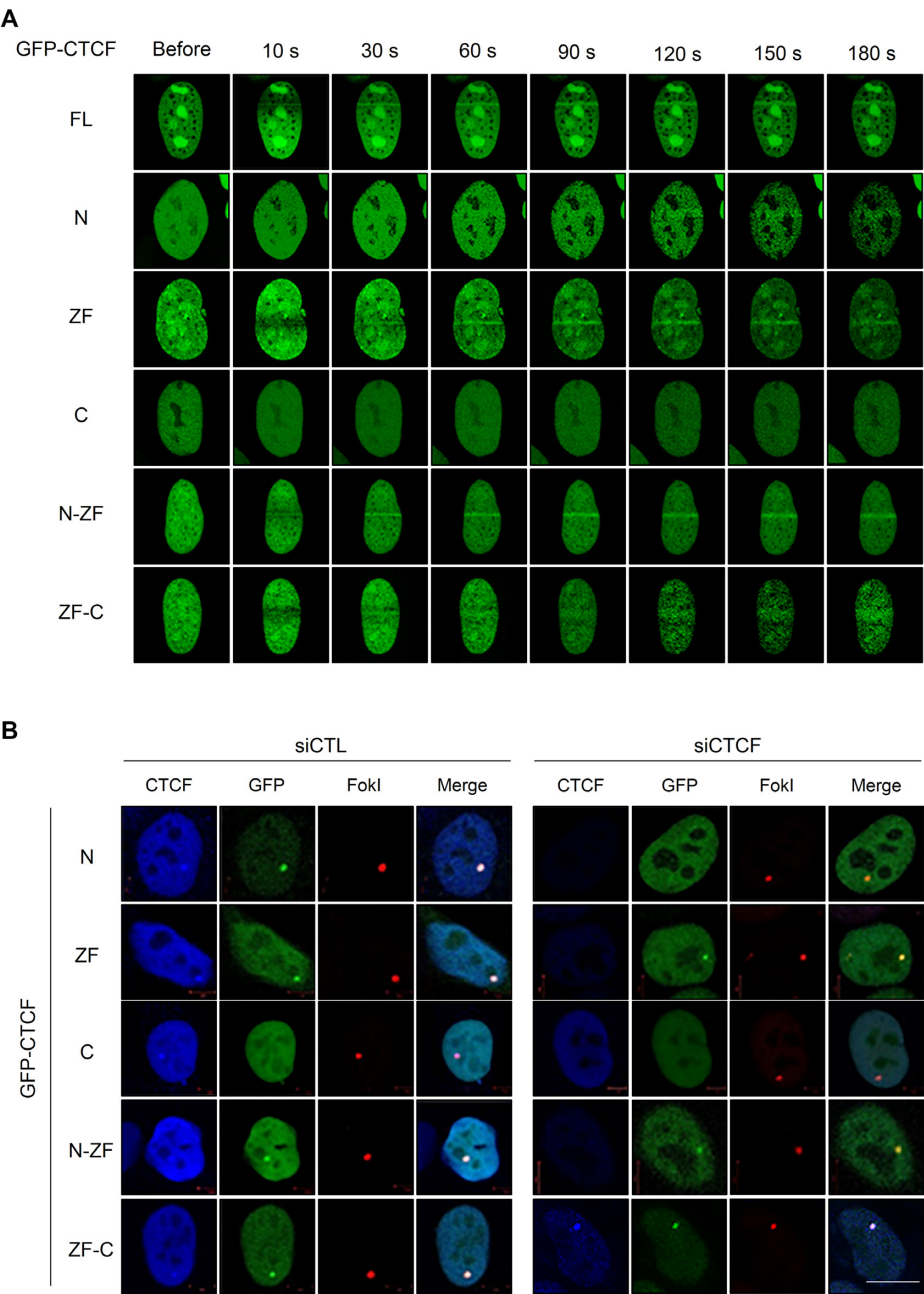 A
GFP-CTCF Before 10 s 30 s 60 s 90 s 120 s 150 s 180 s
FL
N
ZF
C
N-ZF
ZF-C
B
siCTL siCTCF
CTCF GFP FokI Merge CTCF GFP FokI Merge
GFP-CTCF
N
ZF
C
N-ZF
ZF-C